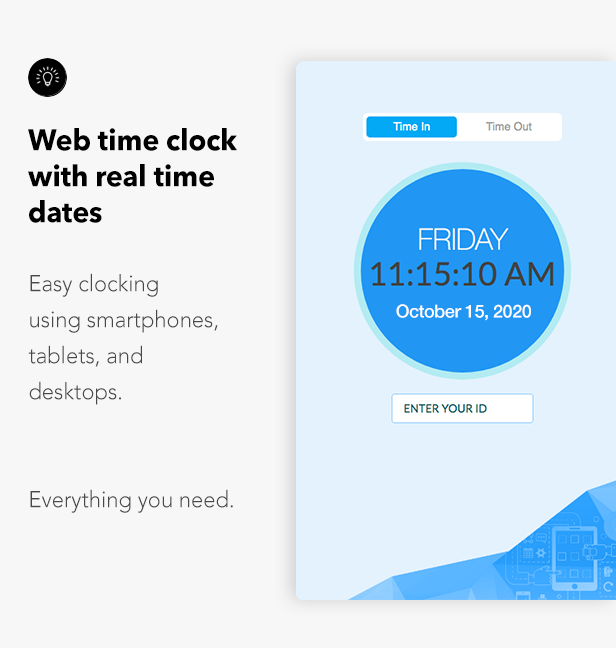 Web time clock
with real time
dates
Easy clocking
using smartphones,
tablets, and
desktops.
Everything you need.
Time In
Time Out
FRIDAY
11:15:10 AM
October 15, 2020
ENTER YOUR ID